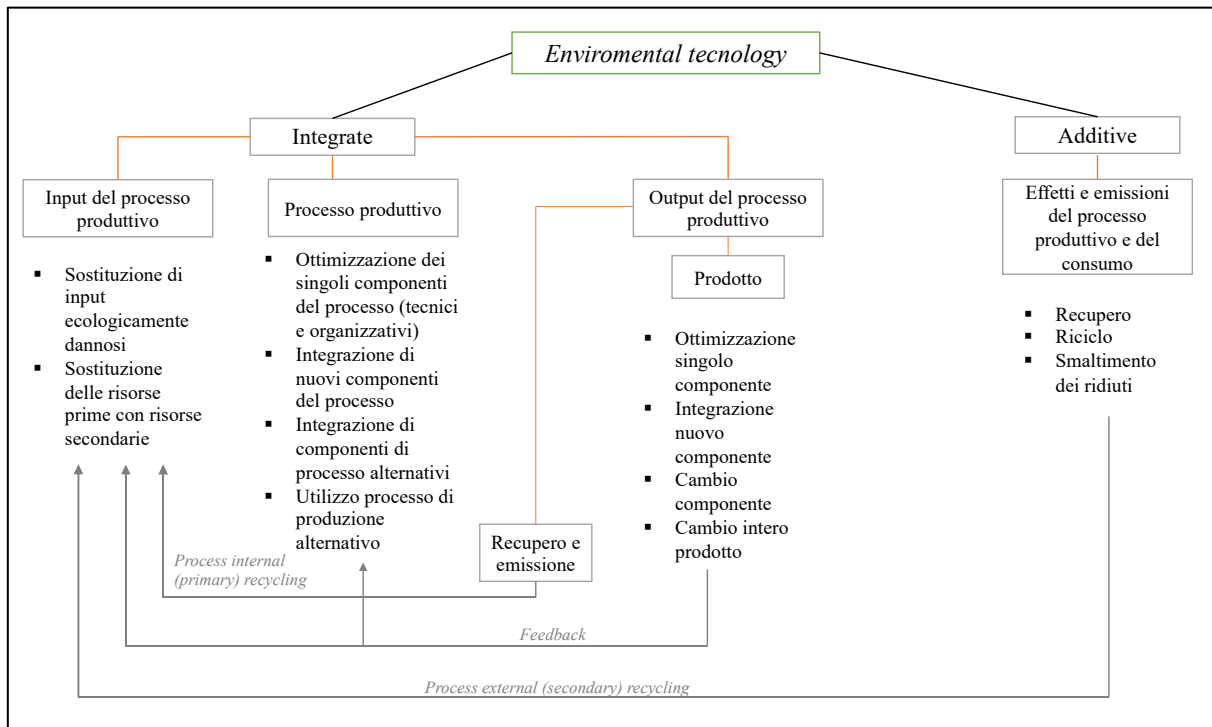 Enviromental tecnology
Integrate
Additive
Input del processo
produttivo
Processo produttivo
Output del processo
produttivo
Effetti e emissioni
del processo
produttivo e del
consumo
▪ Sostituzione di
input
ecologicamente
dannosi
▪ Sostituzione
delle risorse
prime con risorse
secondarie
▪ Ottimizzazione dei
singoli componenti
del processo (tecnici
e organizzativi)
▪ Integrazione di
nuovi componenti
del processo
▪ Integrazione di
componenti di
processo alternativi
▪ Utilizzo processo di
produzione
alternativo
Prodotto
▪ Ottimizzazione
singolo
componente
▪ Integrazione
nuovo
componente
▪ Cambio
componente
▪ Cambio intero
prodotto
▪ Recupero
▪ Riciclo
▪ Smaltimento
dei ridiuti
Recupero e
emissione
Process internal
(primary) recycling
Feedback
Process external (secondary) recycling